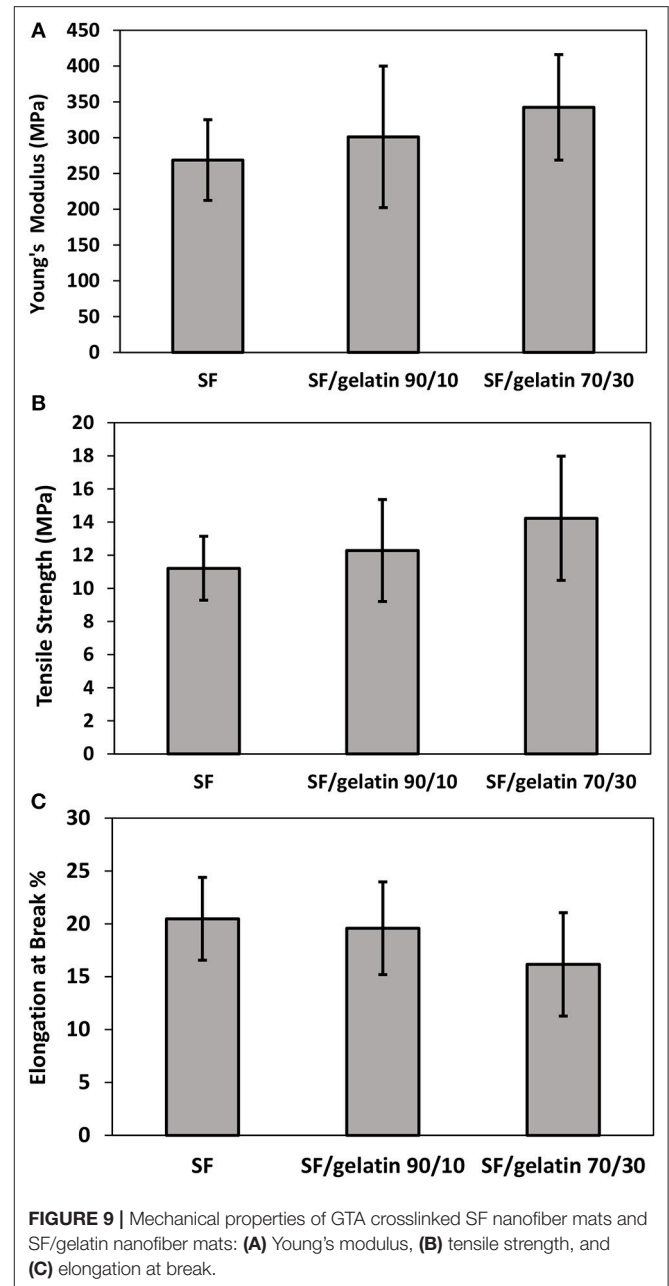 A
450
400
350
300
250
200
150
100
50
0
Young's Modulus (MPa)
SF
SF/gelatin 90/10
SF/gelatin 70/30
B
20
18
16
14
12
10
8
6
4
2
0
Tensile Strength (MPa)
SF
SF/gelatin 90/10
SF/gelatin 70/30
C
30
25
20
15
10
5
0
Elongation at Break %
SF
SF/gelatin 90/10
SF/gelatin 70/30
FIGURE 9 | Mechanical properties of GTA crosslinked SF nanofiber mats and
SF/gelatin nanofiber mats: (A) Young's modulus, (B) tensile strength, and
(C) elongation at break.